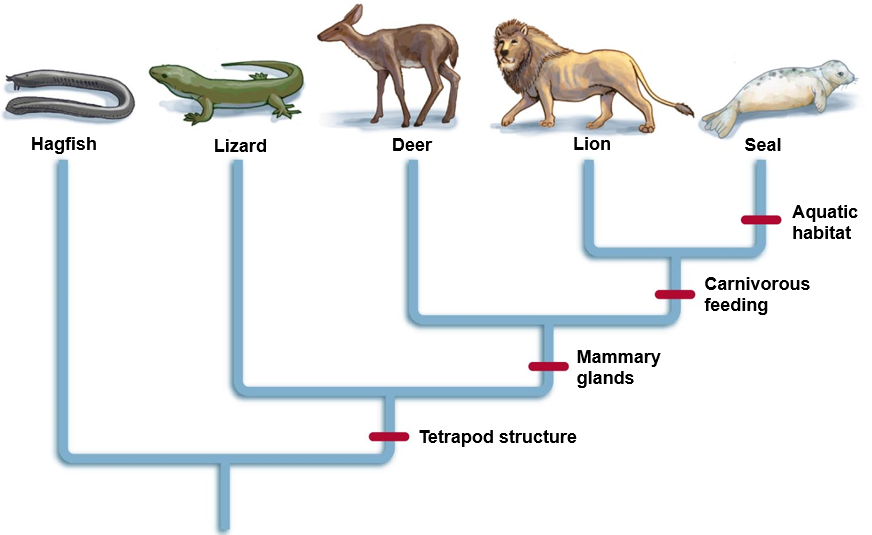 Hagfish
Lizard
Deer
Lion
Seal
Aquatic
habitat
Carnivorous
feeding
Mammary
glands
Tetrapod structure